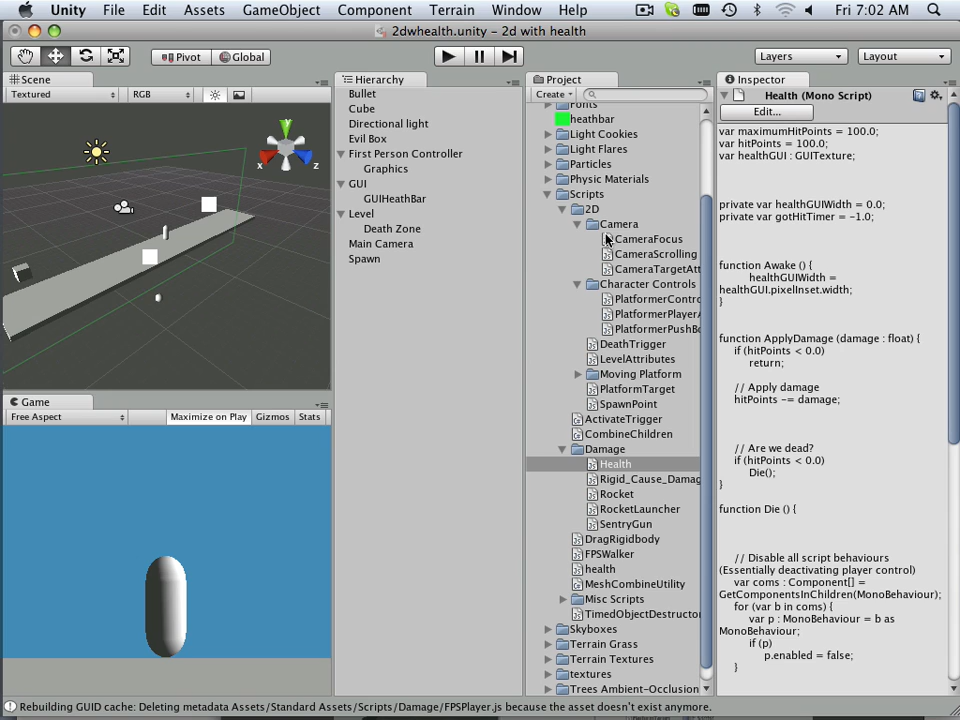 Unity File Edit Assets GameObject Component Terrain Window Help Fri 7:02 AM
2dwhealth.unity - 2d with health
Pivot Global Layers Layout
Scene
Textured RGB
Game
Free Aspect Maximize on Play Gizmos Stats
Hierarchy
Bullet
Cube
Directional light
Evil Box
First Person Controller
Graphics
GUI
GUIHeathBar
Level
Death Zone
Main Camera
Spawn
Project
Create
Fonts
heathbar
Light Cookies
Light Flares
Particles
Physic Materials
Scripts
2D
Camera
CameraFocus
CameraScrolling
CameraTargetAtt
Character Controls
PlatformerContro
PlatformerPlayerA
PlatformerPushBo
DeathTrigger
LevelAttributes
Moving Platform
PlatformTarget
SpawnPoint
ActivateTrigger
CombineChildren
Damage
Health
Rigid_Cause_Damag
Rocket
RocketLauncher
SentryGun
DragRigidbody
FPSWalker
health
MeshCombineUtility
Misc Scripts
TimedObjectDestructo
Skyboxes
Terrain Grass
Terrain Textures
textures
Trees Ambient-Occlusion
Inspector
Health (Mono Script)
Edit...
var maximumHitPoints = 100.0;
var hitPoints = 100.0;
var healthGUI : GUITexture;
private var healthGUIWidth = 0.0;
private var gotHitTimer = -1.0;
function Awake () {
healthGUIWidth =
healthGUI.pixelInset.width;
}
function ApplyDamage (damage : float) {
if (hitPoints < 0.0)
return;
// Apply damage
hitPoints -= damage;
// Are we dead?
if (hitPoints < 0.0)
Die();
}
function Die () {
// Disable all script behaviours
(Essentially deactivating player control)
var coms : Component[] =
GetComponentsInChildren(MonoBehaviour);
for (var b in coms) {
var p : MonoBehaviour = b as
MonoBehaviour;
if (p)
p.enabled = false;
}
Rebuilding GUID cache: Deleting metadata Assets/Standard Assets/Scripts/Damage/FPSPlayer.js because the asset doesn't exist anymore.
x y z